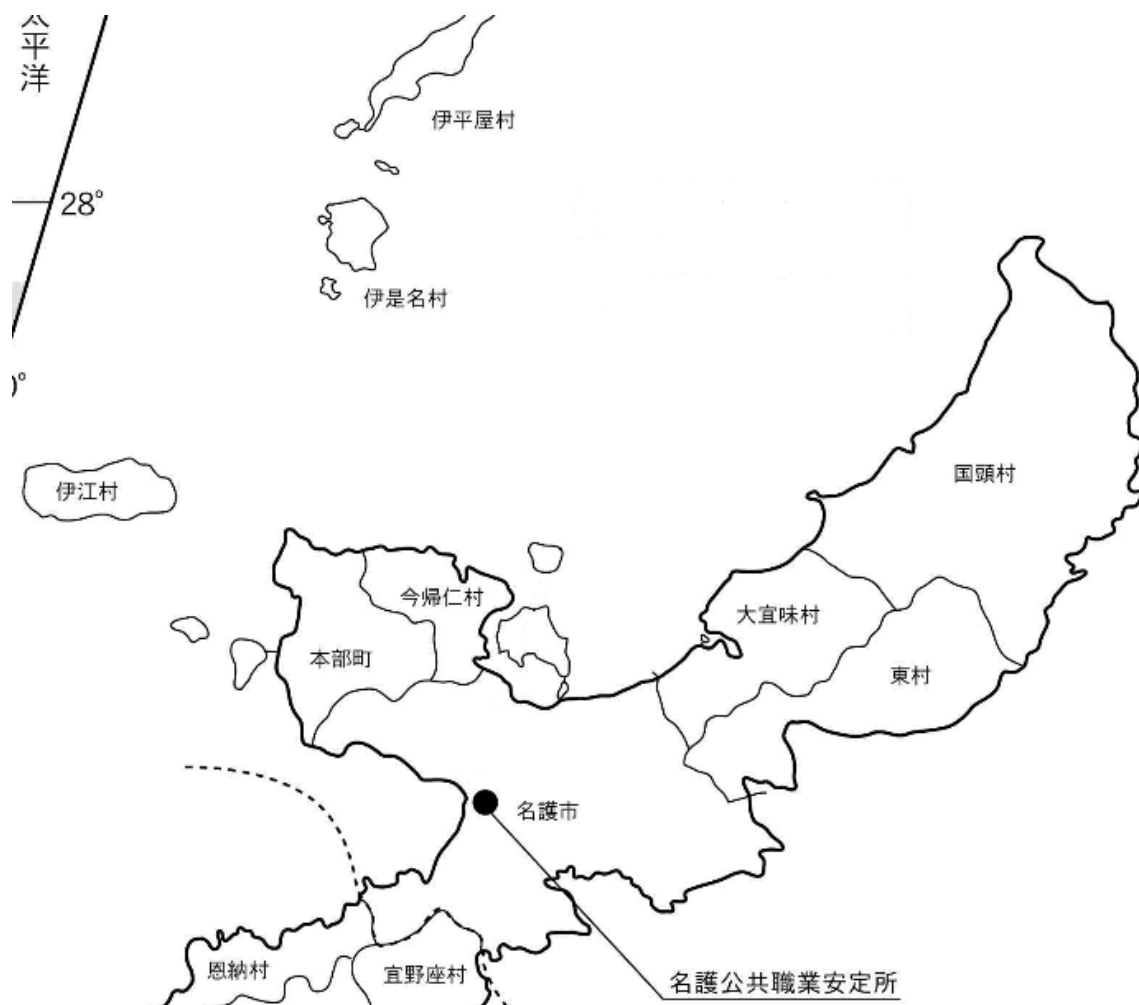 太平洋
伊平屋村
28°
伊是名村
0°
国頭村
伊江村
今帰仁村
大宜味村
本部町
東村
名護市
恩納村
宜野座村
名護公共職業安定所